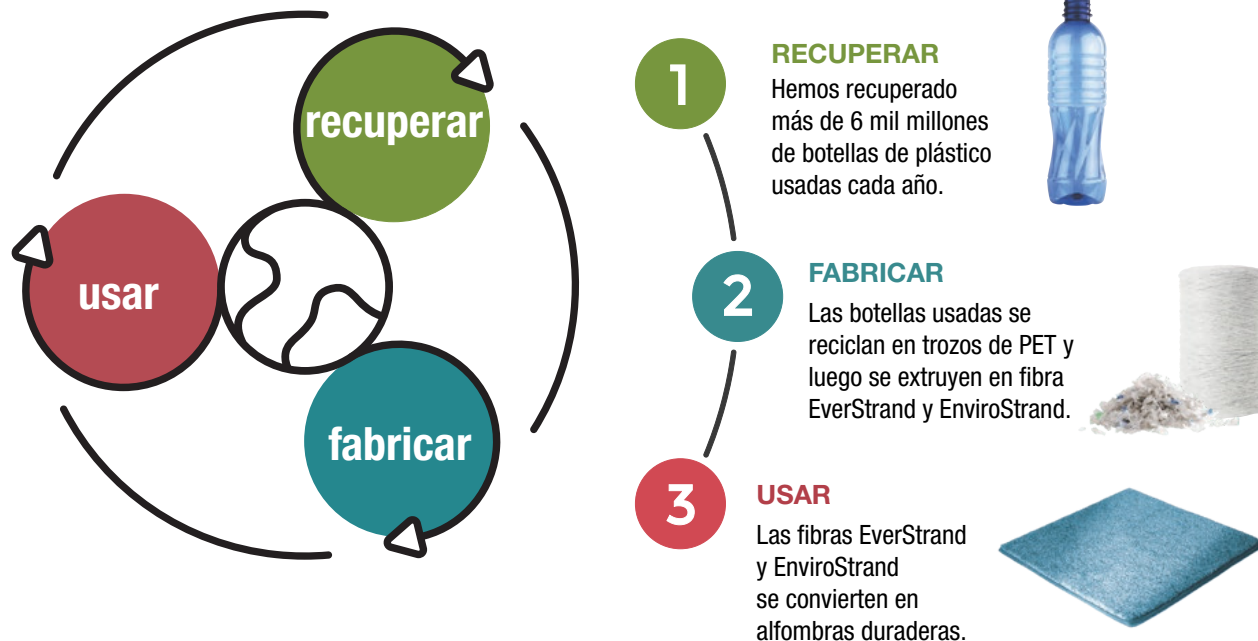 recuperar
usar
fabricar
1
RECUPERAR
Hemos recuperado
más de 6 mil millones
de botellas de plástico
usadas cada año.
2
FABRICAR
Las botellas usadas se
reciclan en trozos de PET y
luego se extruyen en fibra
EverStrand y EnviroStrand.
3
USAR
Las fibras EverStrand
y EnviroStrand
se convierten en
alfombras duraderas.